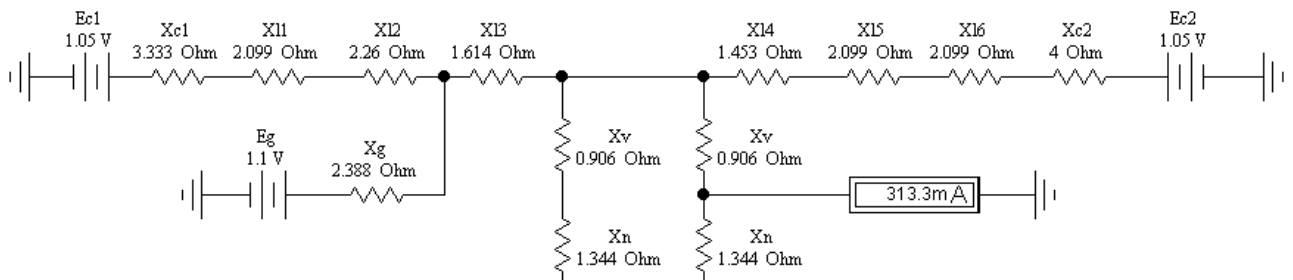 Ec1
1.05 V
Xc1
3.333 Ohm
Xl1
2.099 Ohm
Xl2
2.26 Ohm
Xl3
1.614 Ohm
Xl4
1.453 Ohm
Xl5
2.099 Ohm
Xl6
2.099 Ohm
Xc2
4 Ohm
Ec2
1.05 V
Eg
1.1 V
Xg
2.388 Ohm
Xv
0.906 Ohm
Xv
0.906 Ohm
313.3m A
Xn
1.344 Ohm
Xn
1.344 Ohm